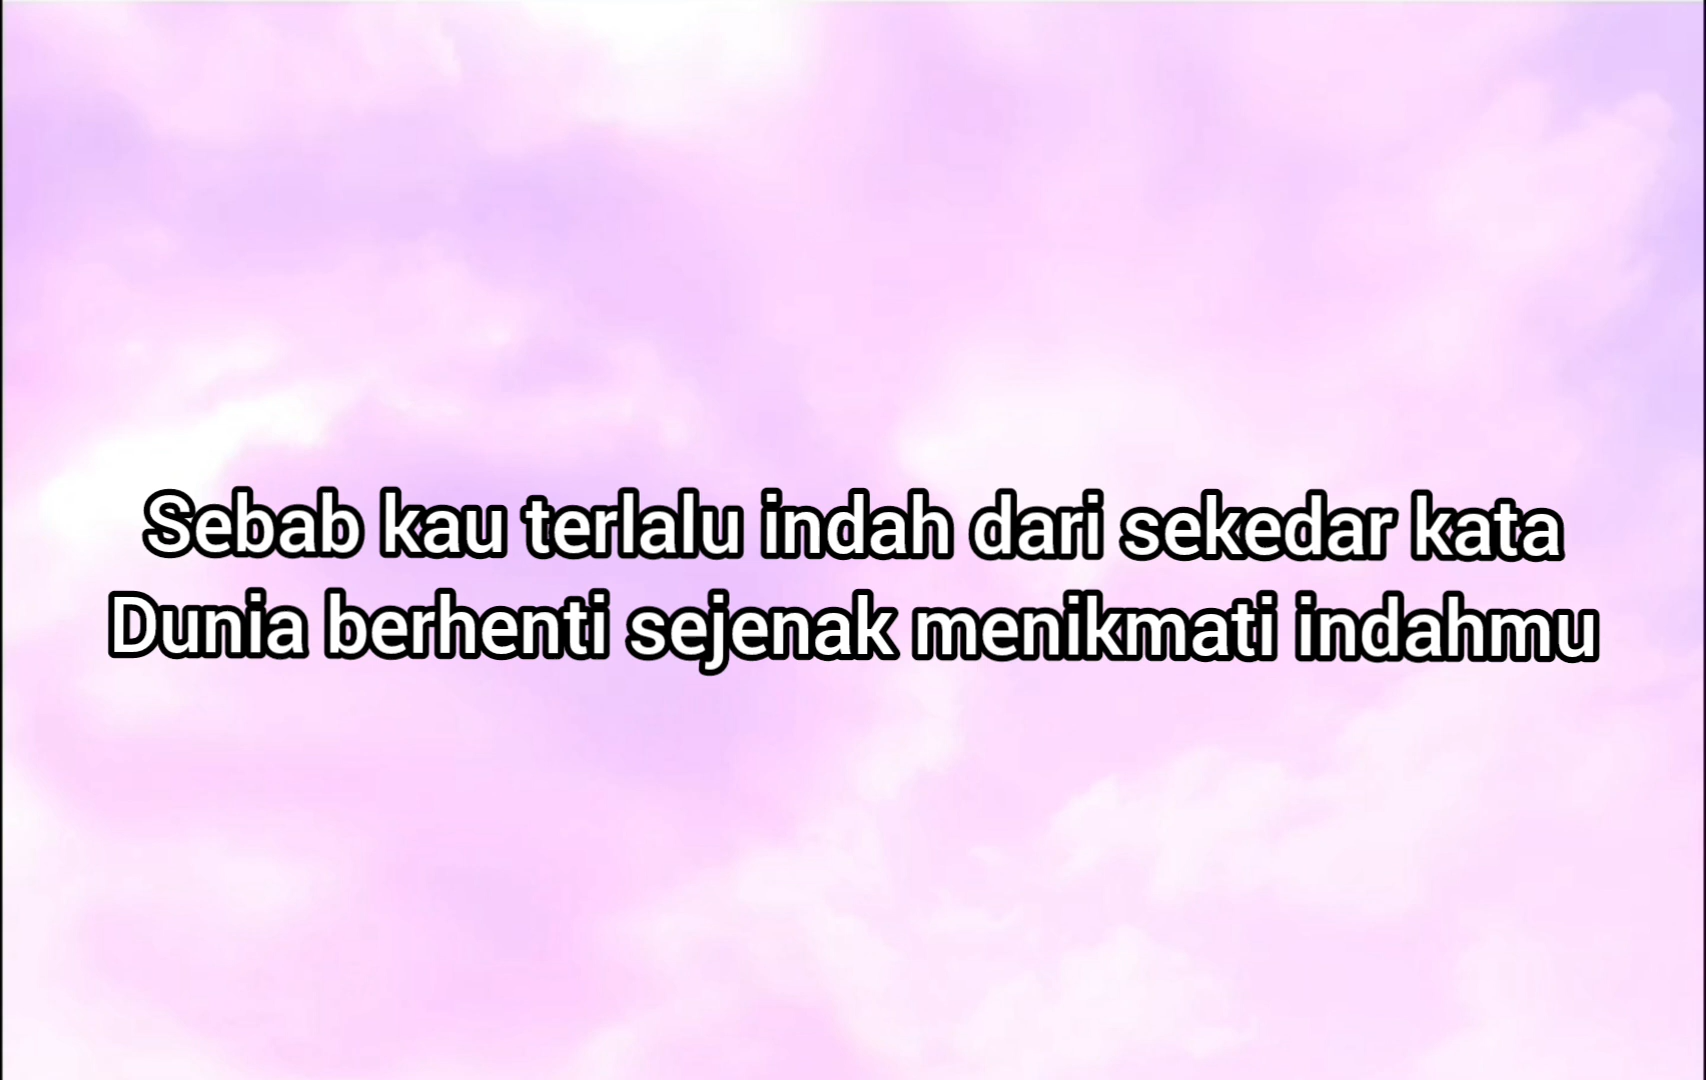 Sebab kau terlalu indah dari sekedar kata
Dunia berhenti sejenak menikmati indahmu